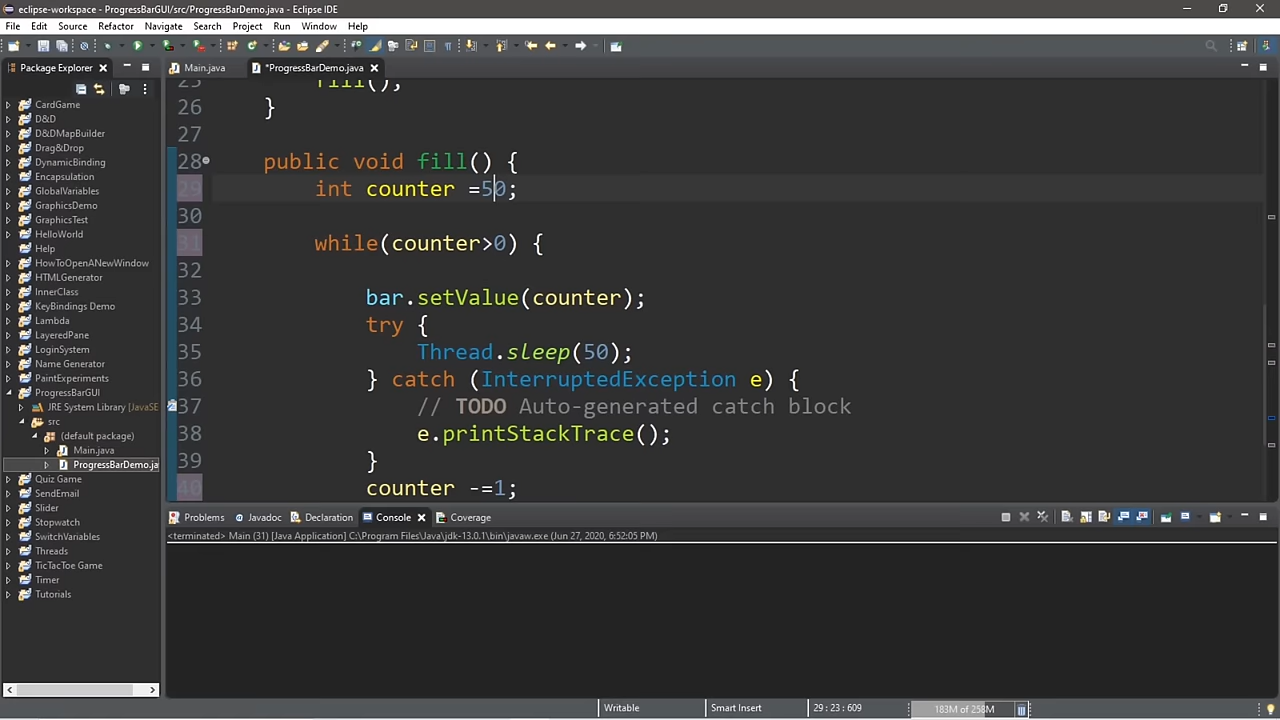 eclipse-workspace - ProgressBarGUI/src/ProgressBarDemo.java - Eclipse IDE
File Edit Source Refactor Navigate Search Project Run Window Help
Package Explorer
Main.java *ProgressBarDemo.java
CardGame
D&D
D&DMapBuilder
Drag&Drop
DynamicBinding
Encapsulation
GlobalVariables
GraphicsDemo
GraphicsTest
HelloWorld
Help
HowToOpenANewWindow
HTMLGenerator
InnerClass
KeyBindings Demo
Lambda
LayeredPane
LoginSystem
Name Generator
PaintExperiments
ProgressBarGUI
JRE System Library [JavaSE
src
(default package)
Main.java
ProgressBarDemo.ja
Quiz Game
SendEmail
Slider
Stopwatch
SwitchVariables
Threads
TicTacToe Game
Timer
Tutorials
25 fill();
26 }
27
28 public void fill() {
29 int counter =50;
30
31 while(counter>0) {
32
33 bar.setValue(counter);
34 try {
35 Thread.sleep(50);
36 } catch (InterruptedException e) {
37 // TODO Auto-generated catch block
38 e.printStackTrace();
39 }
40 counter -=1;
Problems Javadoc Declaration Console Coverage
<terminated> Main (31) [Java Application] C:\Program Files\Java\jdk-13.0.1\bin\javaw.exe (Jun 27, 2020, 6:52:05 PM)
Writable Smart Insert 29 : 23 : 609 183M of 258M